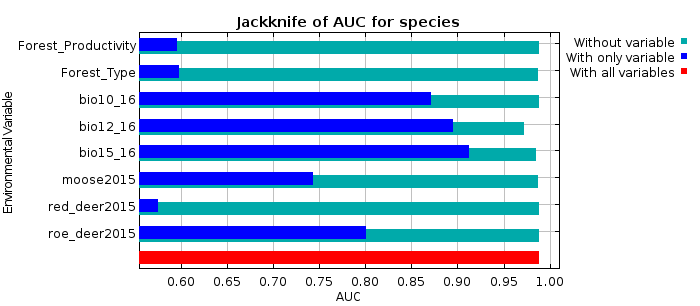 Jackknife of AUC for species
Environmental Variable
Forest_Productivity
Forest_Type
bio10_16
bio12_16
bio15_16
moose2015
red_deer2015
roe_deer2015
Without variable
With only variable
With all variables
0.60 0.65 0.70 0.75 0.80 0.85 0.90 0.95 1.00
AUC